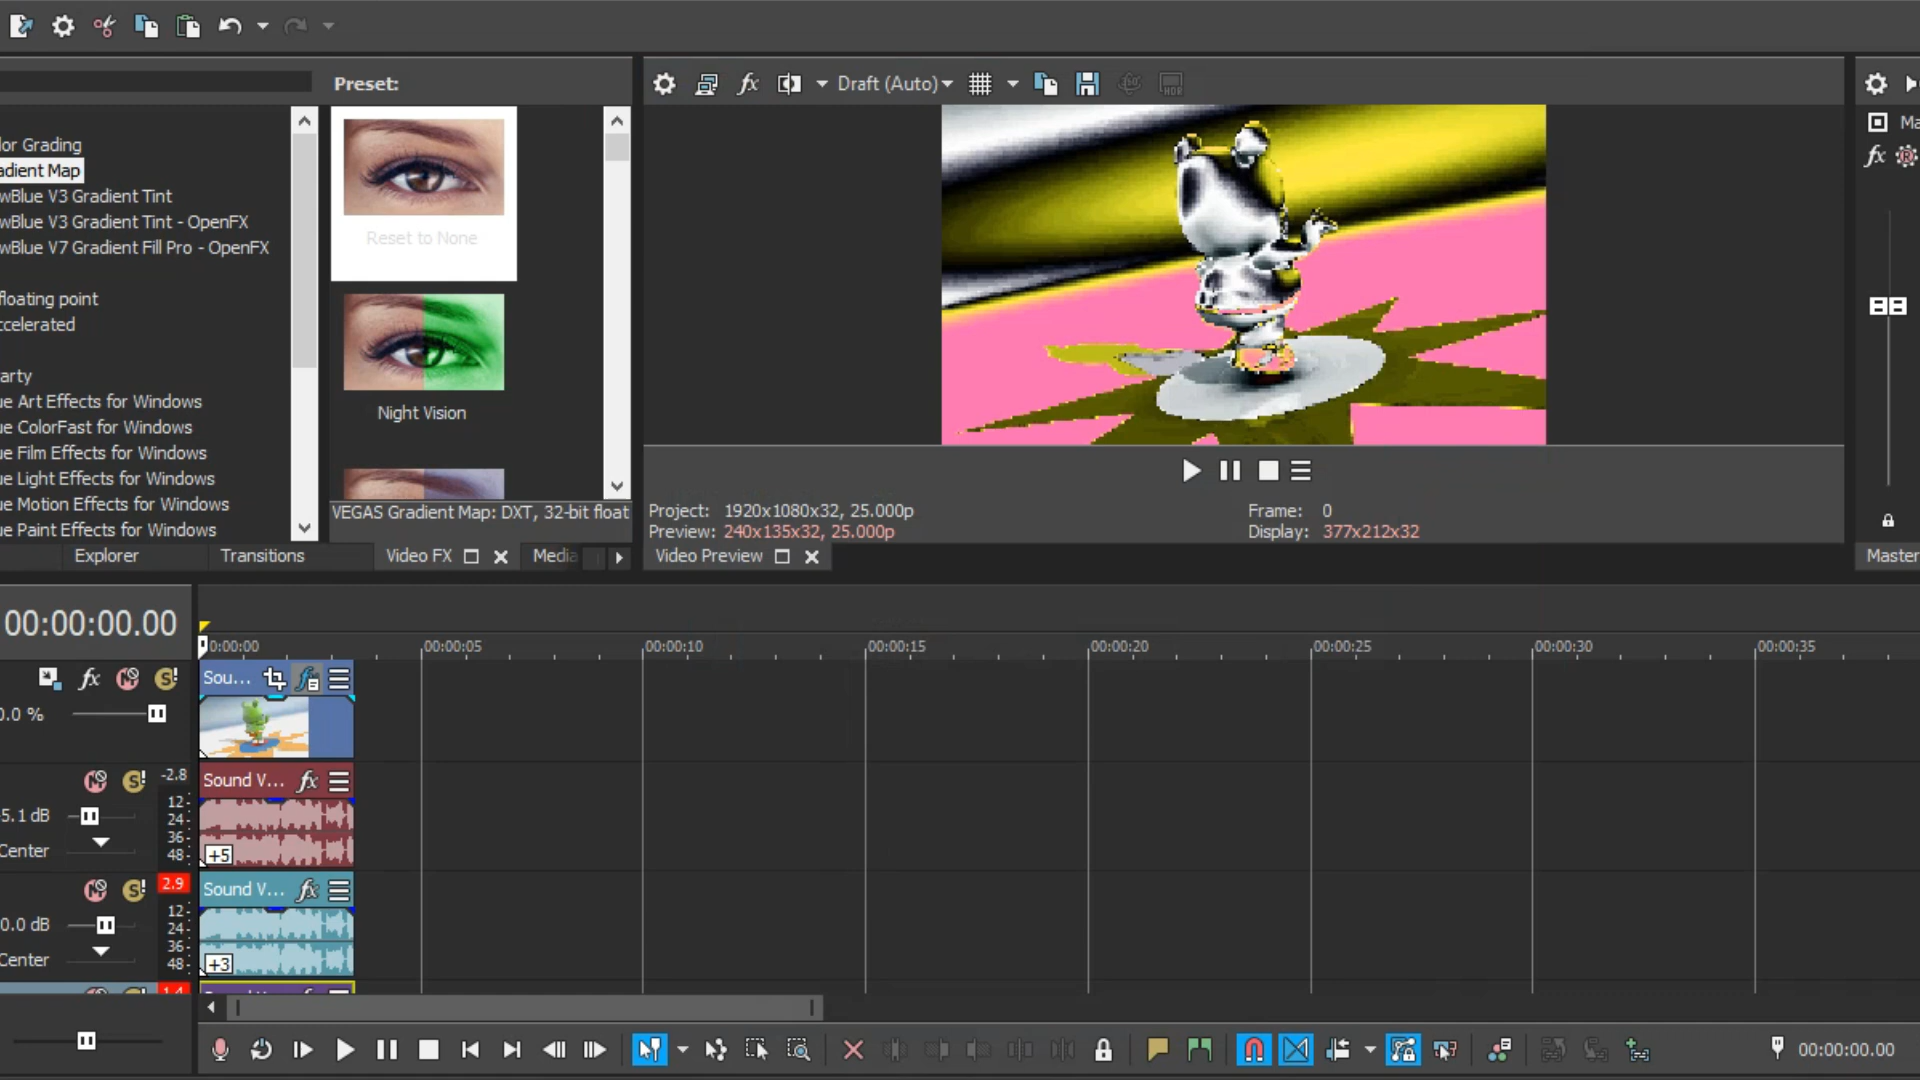 Preset:
Draft (Auto)
Ma
lor Grading
adient Map
wBlue V3 Gradient Tint
wBlue V3 Gradient Tint - OpenFX
wBlue V7 Gradient Fill Pro - OpenFX
floating point
ccelerated
arty
ue Art Effects for Windows
ue ColorFast for Windows
ue Film Effects for Windows
ue Light Effects for Windows
ue Motion Effects for Windows
ue Paint Effects for Windows
Reset to None
Night Vision
VEGAS Gradient Map: DXT, 32-bit float
Project: 1920x1080x32, 25.000p
Preview: 240x135x32, 25.000p
Frame: 0
Display: 377x212x32
Explorer
Transitions
Video FX
Media
Video Preview
Master
00:00:00.00
0:00:00
00:00:05
00:00:10
00:00:15
00:00:20
00:00:25
00:00:30
00:00:35
Sou...
0.0 %
-2.8
Sound V...
12
24
36
48
5.1 dB
Center
+5
2.9
Sound V...
12
24
36
48
0.0 dB
Center
+3
00:00:00.00